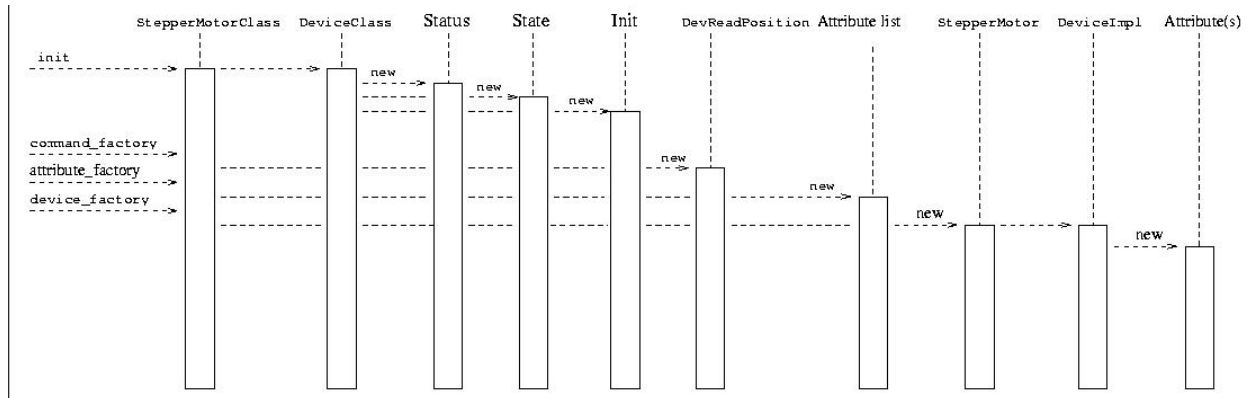 StepperMotorClass DeviceClass Status State Init DevReadPosition Attribute list StepperMotor DeviceImpl Attribute(s)
init
new
new
new
command_factory
new
attribute_factory
new
device_factory
new
new